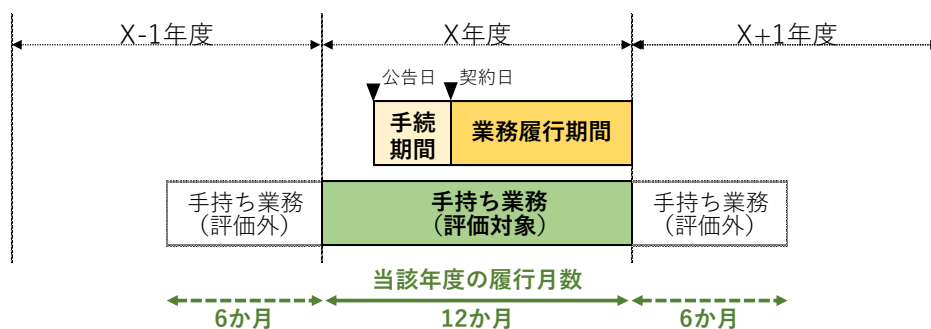 X-1年度
X年度
X+1年度
公告日
契約日
手続
期間
業務履行期間
手持ち業務
（評価外）
手持ち業務
（評価対象）
手持ち業務
（評価外）
当該年度の履行月数
6か月
12か月
6か月